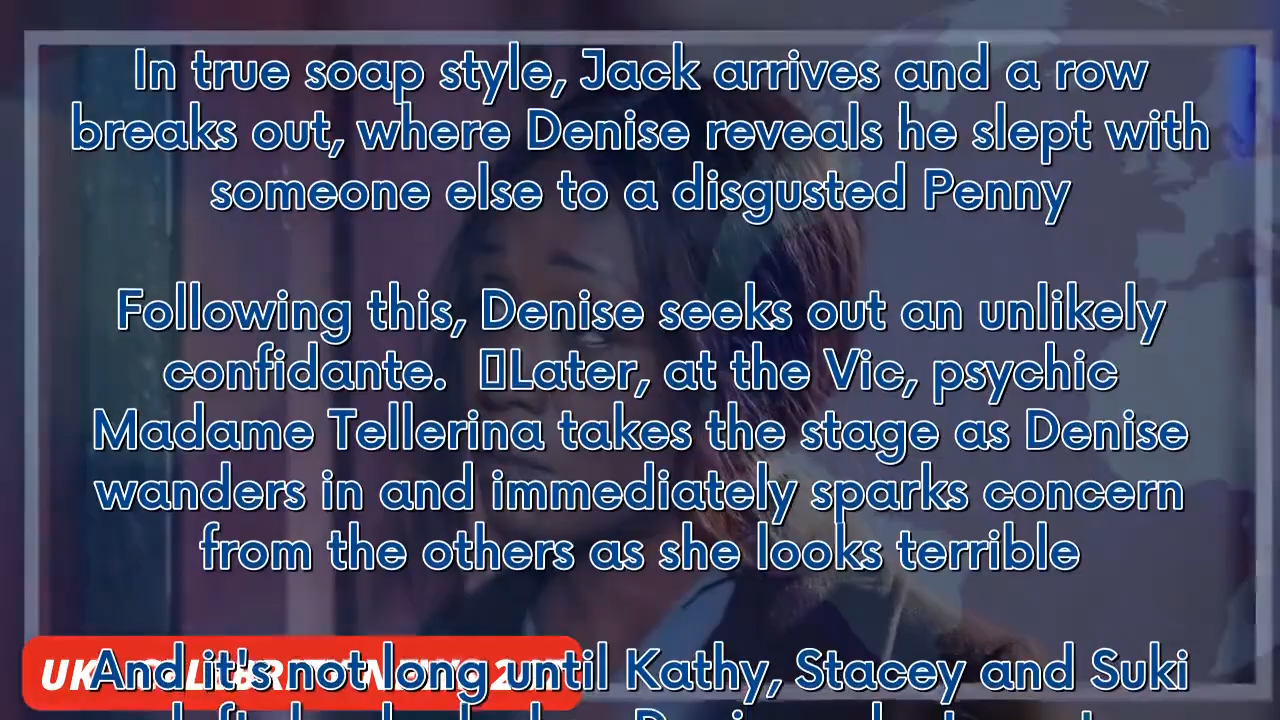 In true soap style, Jack arrives and a row
breaks out, where Denise reveals he slept with
someone else to a disgusted Penny
Following this, Denise seeks out an unlikely
confidante. Later, at the Vic, psychic
Madame Tellerina takes the stage as Denise
wanders in and immediately sparks concern
from the others as she looks terrible
And it's not long until Kathy, Stacey and Suki